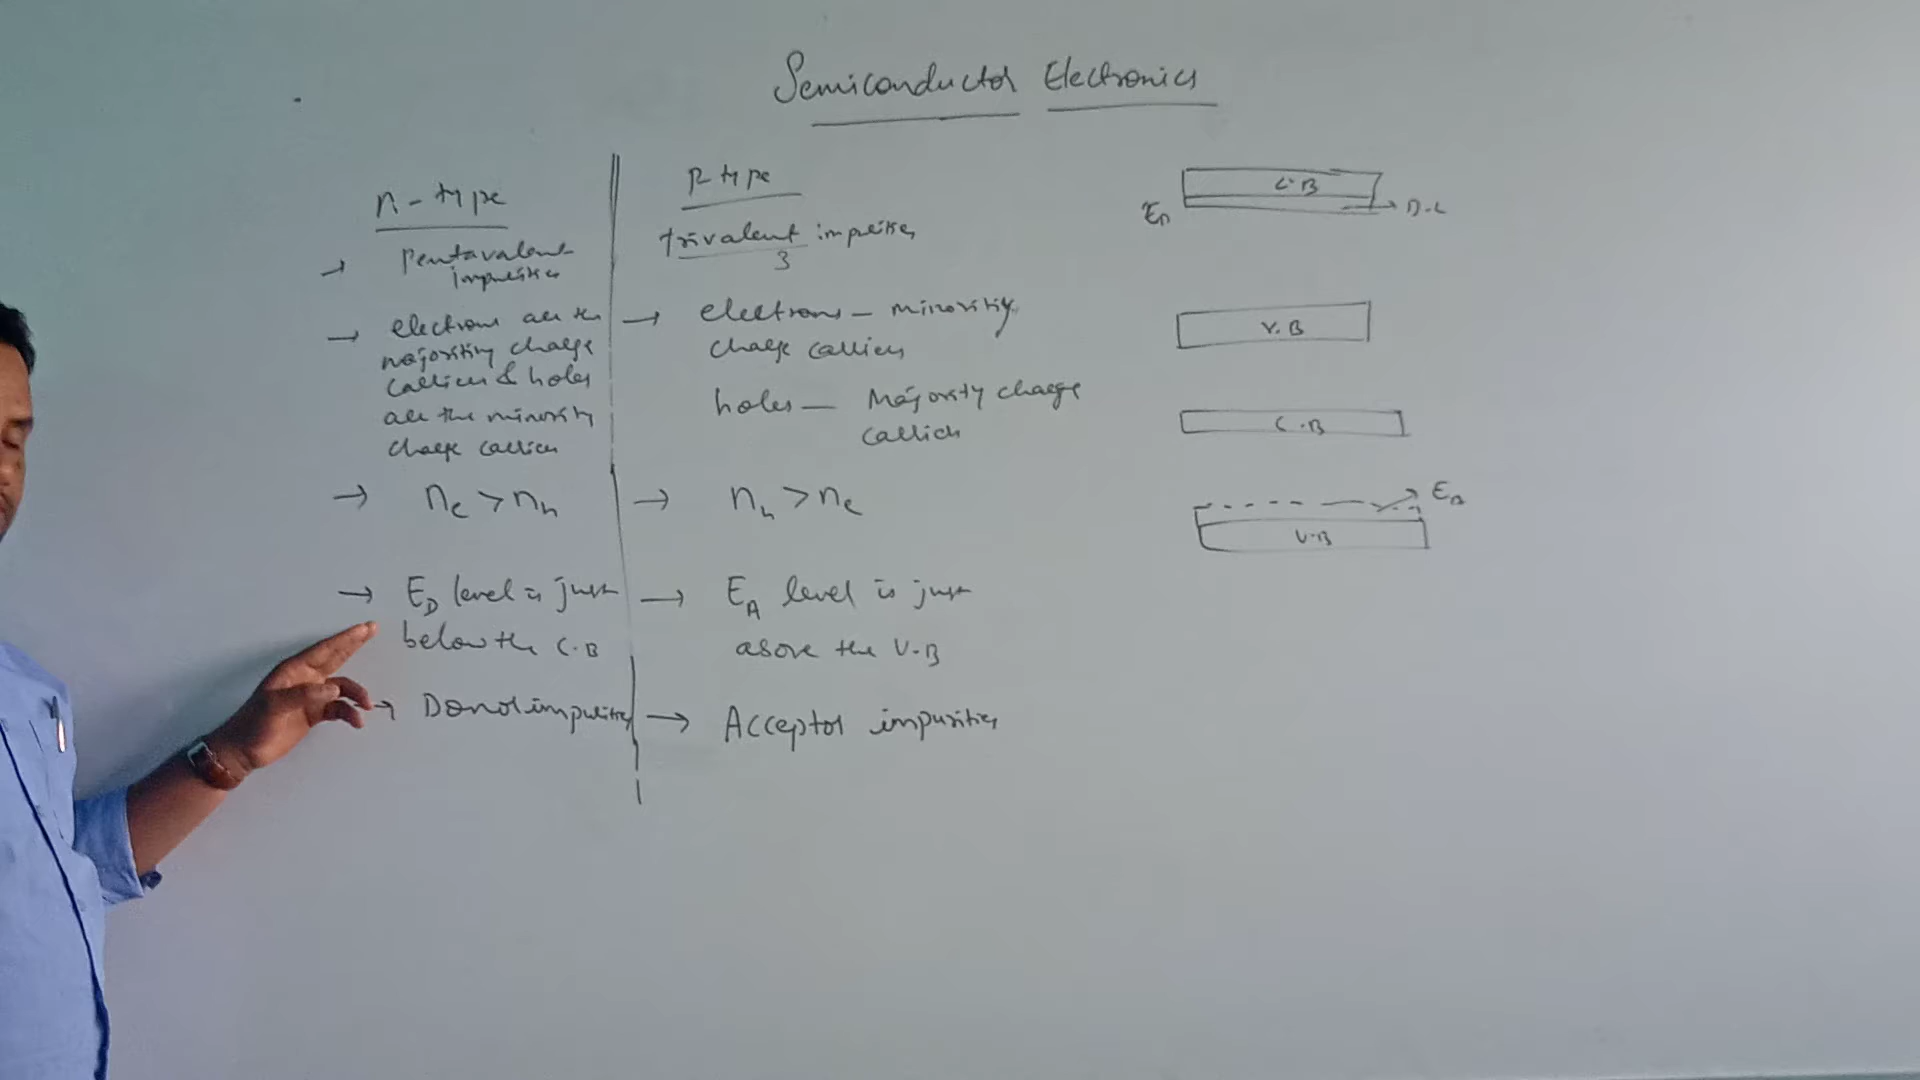 Semiconductor Electronics
n-type
→ Pentavalent
impurities
→ electrons are the
majority charge
carriers & holes
are the minority
charge carriers
→ ne > nh
→ ED level is just
below the C.B
→ Donor impurities
P-type
trivalent impurities
3
→ electrons – minority
charge carriers
holes – Majority charge
carriers
→ nh > ne
→ EA level is just
above the V.B
→ Acceptor impurities
C.B
ED
→ D.L
V.B
C.B
EA
V.B